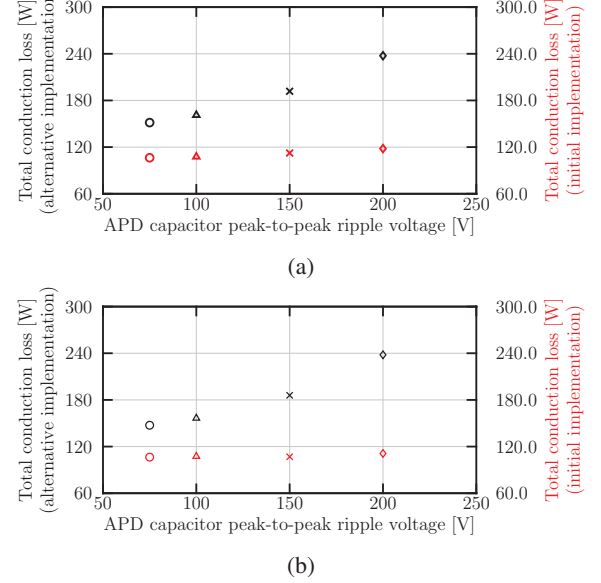 300
240
180
120
60
300.0
240.0
180.0
120.0
60.0
50
100
150
200
250
Total conduction loss [W]
(alternative implementation)
Total conduction loss [W]
(initial implementation)
APD capacitor peak-to-peak ripple voltage [V]
(a)
300
240
180
120
60
300.0
240.0
180.0
120.0
60.0
50
100
150
200
250
Total conduction loss [W]
(alternative implementation)
Total conduction loss [W]
(initial implementation)
APD capacitor peak-to-peak ripple voltage [V]
(b)